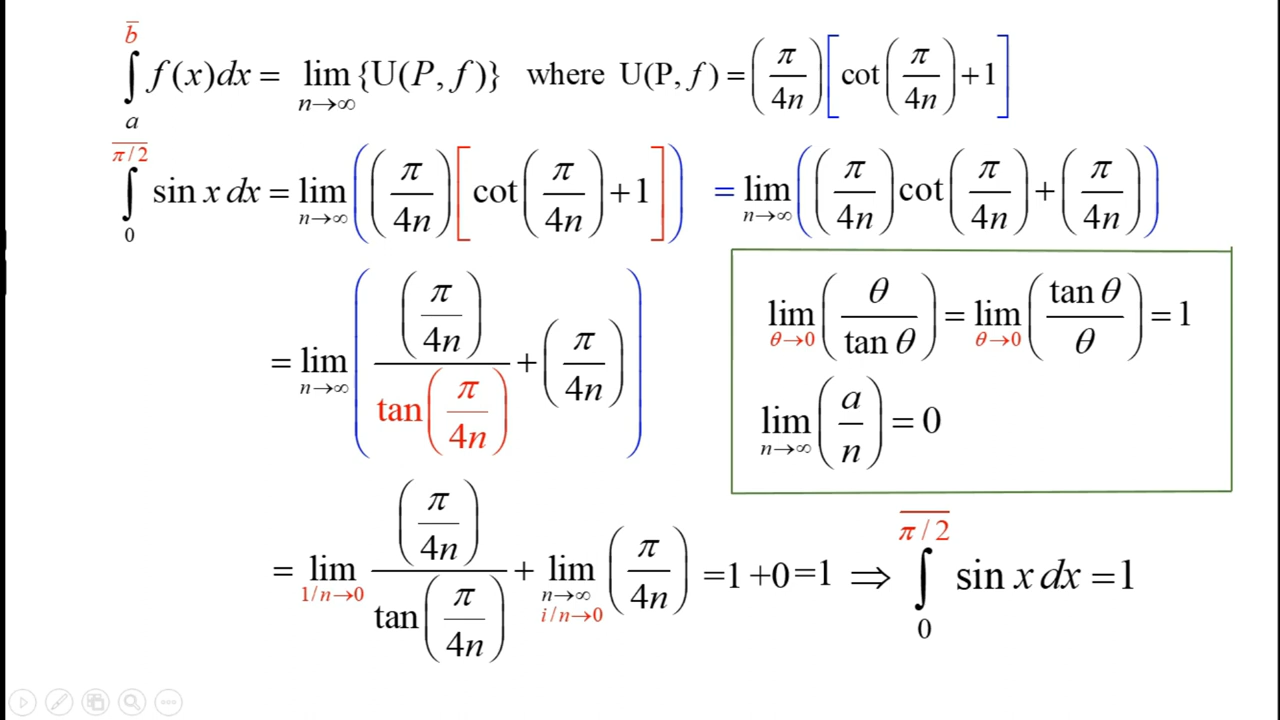 ∫_a^{b̅} f(x)dx = lim_{n→∞} {U(P, f)} where U(P, f) = (π/4n)[cot(π/4n) + 1]
∫_0^{\overline{π/2}} sin x dx = lim_{n→∞} ((π/4n)[cot(π/4n) + 1]) = lim_{n→∞} ((π/4n)cot(π/4n) + (π/4n))
= lim_{n→∞} ((π/4n)/tan(π/4n) + (π/4n))
lim_{θ→0} (θ/tan θ) = lim_{θ→0} (tan θ/θ) = 1
lim_{n→∞} (a/n) = 0
= lim_{1/n→0} (π/4n)/tan(π/4n) + lim_{n→∞ i/n→0} (π/4n) =1 +0=1 ⇒ ∫_0^{\overline{π/2}} sin x dx = 1